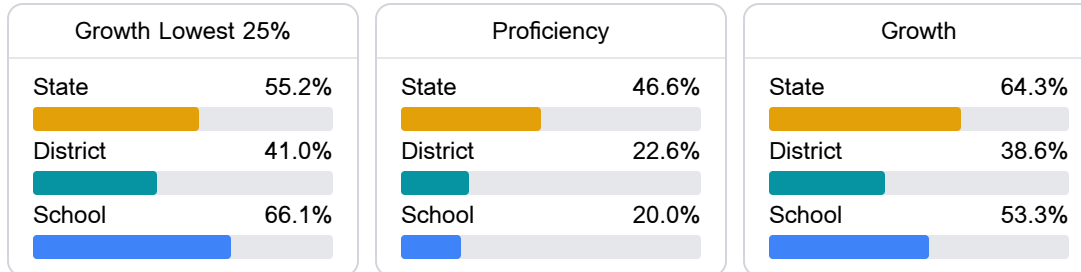 Growth Lowest 25%
State 55.2%
District 41.0%
School 66.1%
Proficiency
State 46.6%
District 22.6%
School 20.0%
Growth
State 64.3%
District 38.6%
School 53.3%